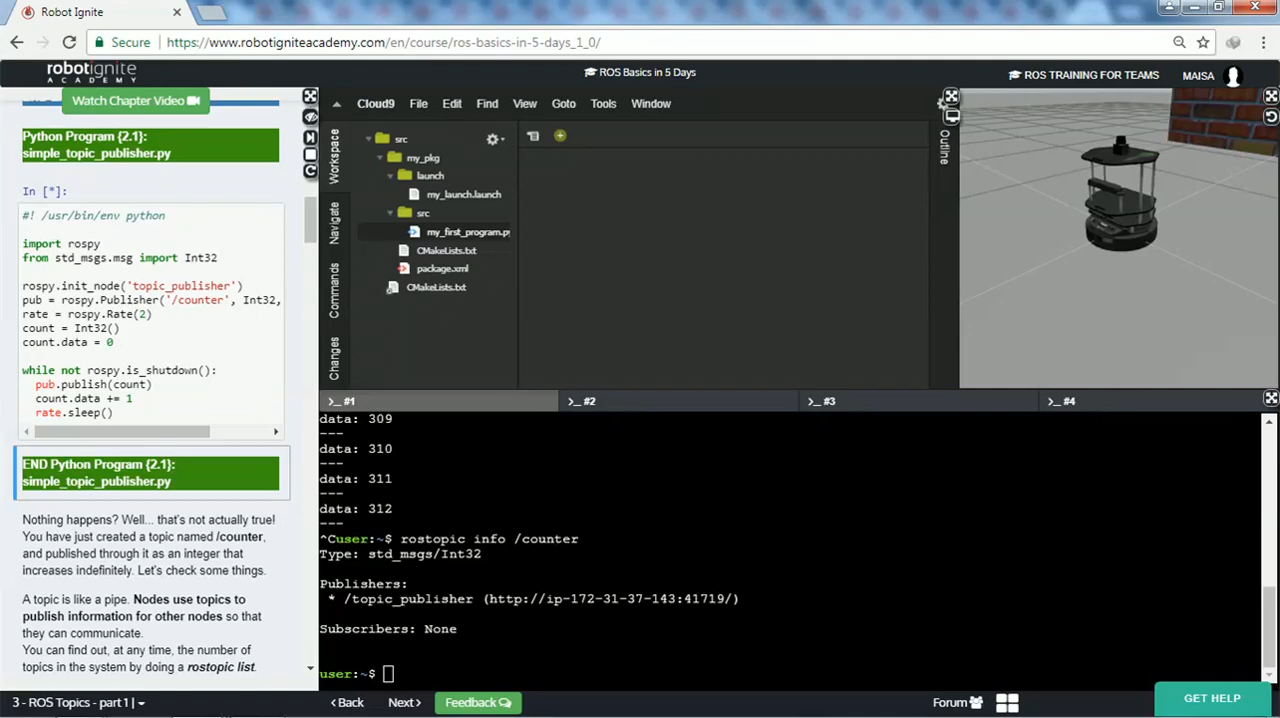 Robot Ignite
Secure
https://www.robotigniteacademy.com/en/course/ros-basics-in-5-days_1_0/
robotignite
ACADEMY
ROS Basics in 5 Days
ROS TRAINING FOR TEAMS
MAISA
Watch Chapter Video
Python Program {2.1}:
simple_topic_publisher.py
In [*]:
#! /usr/bin/env python
import rospy
from std_msgs.msg import Int32
rospy.init_node('topic_publisher')
pub = rospy.Publisher('/counter', Int32,
rate = rospy.Rate(2)
count = Int32()
count.data = 0
while not rospy.is_shutdown():
pub.publish(count)
count.data += 1
rate.sleep()
END Python Program {2.1}:
simple_topic_publisher.py
Nothing happens? Well... that's not actually true!
You have just created a topic named /counter,
and published through it as an integer that
increases indefinitely. Let's check some things.
A topic is like a pipe. Nodes use topics to
publish information for other nodes so that
they can communicate.
You can find out, at any time, the number of
topics in the system by doing a rostopic list.
Cloud9 File Edit Find View Goto Tools Window
Workspace
Navigate
Commands
Changes
src
my_pkg
launch
my_launch.launch
src
my_first_program.py
CMakeLists.txt
package.xml
CMakeLists.txt
Outline
>_ #1
>_ #2
>_ #3
>_ #4
data: 309
---
data: 310
---
data: 311
---
data: 312
---
^Cuser:~$ rostopic info /counter
Type: std_msgs/Int32
Publishers:
* /topic_publisher (http://ip-172-31-37-143:41719/)
Subscribers: None
user:~$
3 - ROS Topics - part 1 |
Back
Next
Feedback
Forum
GET HELP